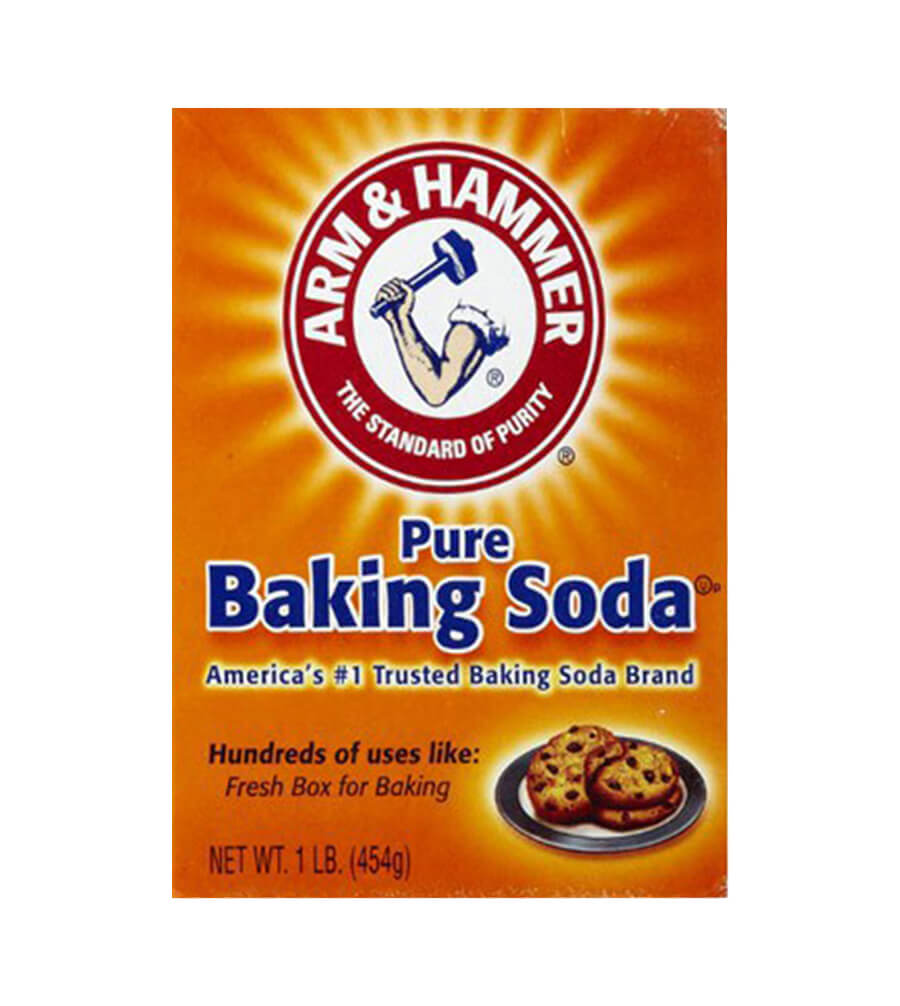 ARM & HAMMER
THE STANDARD OF PURITY
®
®
Pure
Baking Soda Ⓤp
America's #1 Trusted Baking Soda Brand
Hundreds of uses like:
Fresh Box for Baking
NET WT. 1 LB. (454g)